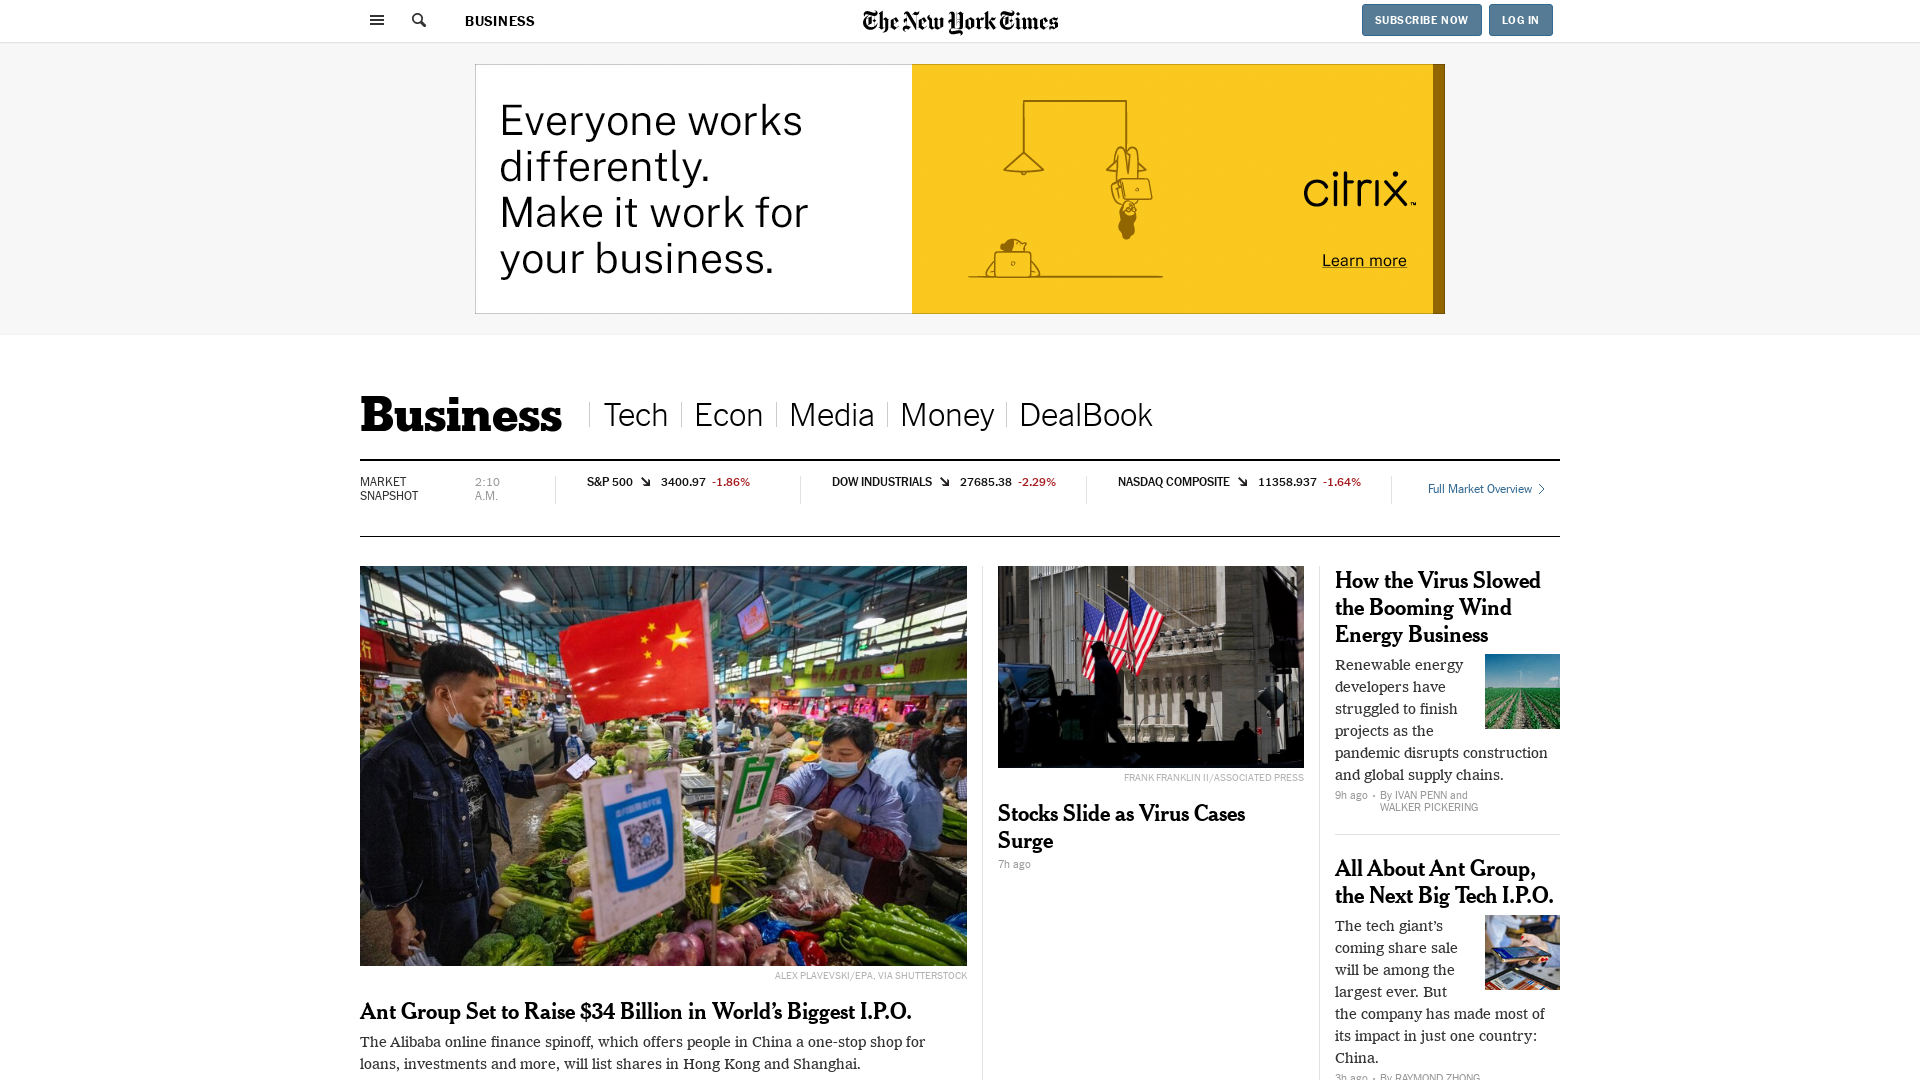 BUSINESS
The New York Times
SUBSCRIBE NOW
LOG IN
Everyone works
differently.
Make it work for
your business.
citrix™
Learn more
Business
Tech
Econ
Media
Money
DealBook
MARKET
SNAPSHOT
2:10
A.M.
S&P 500 ↘ 3400.97 -1.86%
DOW INDUSTRIALS ↘ 27685.38 -2.29%
NASDAQ COMPOSITE ↘ 11358.937 -1.64%
Full Market Overview
ALEX PLAVEVSKI/EPA, VIA SHUTTERSTOCK
Ant Group Set to Raise $34 Billion in World’s Biggest I.P.O.
The Alibaba online finance spinoff, which offers people in China a one-stop shop for
loans, investments and more, will list shares in Hong Kong and Shanghai.
FRANK FRANKLIN II/ASSOCIATED PRESS
Stocks Slide as Virus Cases
Surge
7h ago
How the Virus Slowed
the Booming Wind
Energy Business
Renewable energy
developers have
struggled to finish
projects as the
pandemic disrupts construction
and global supply chains.
9h ago • By IVAN PENN and
WALKER PICKERING
All About Ant Group,
the Next Big Tech I.P.O.
The tech giant’s
coming share sale
will be among the
largest ever. But
the company has made most of
its impact in just one country:
China.
3h ago • By RAYMOND ZHONG